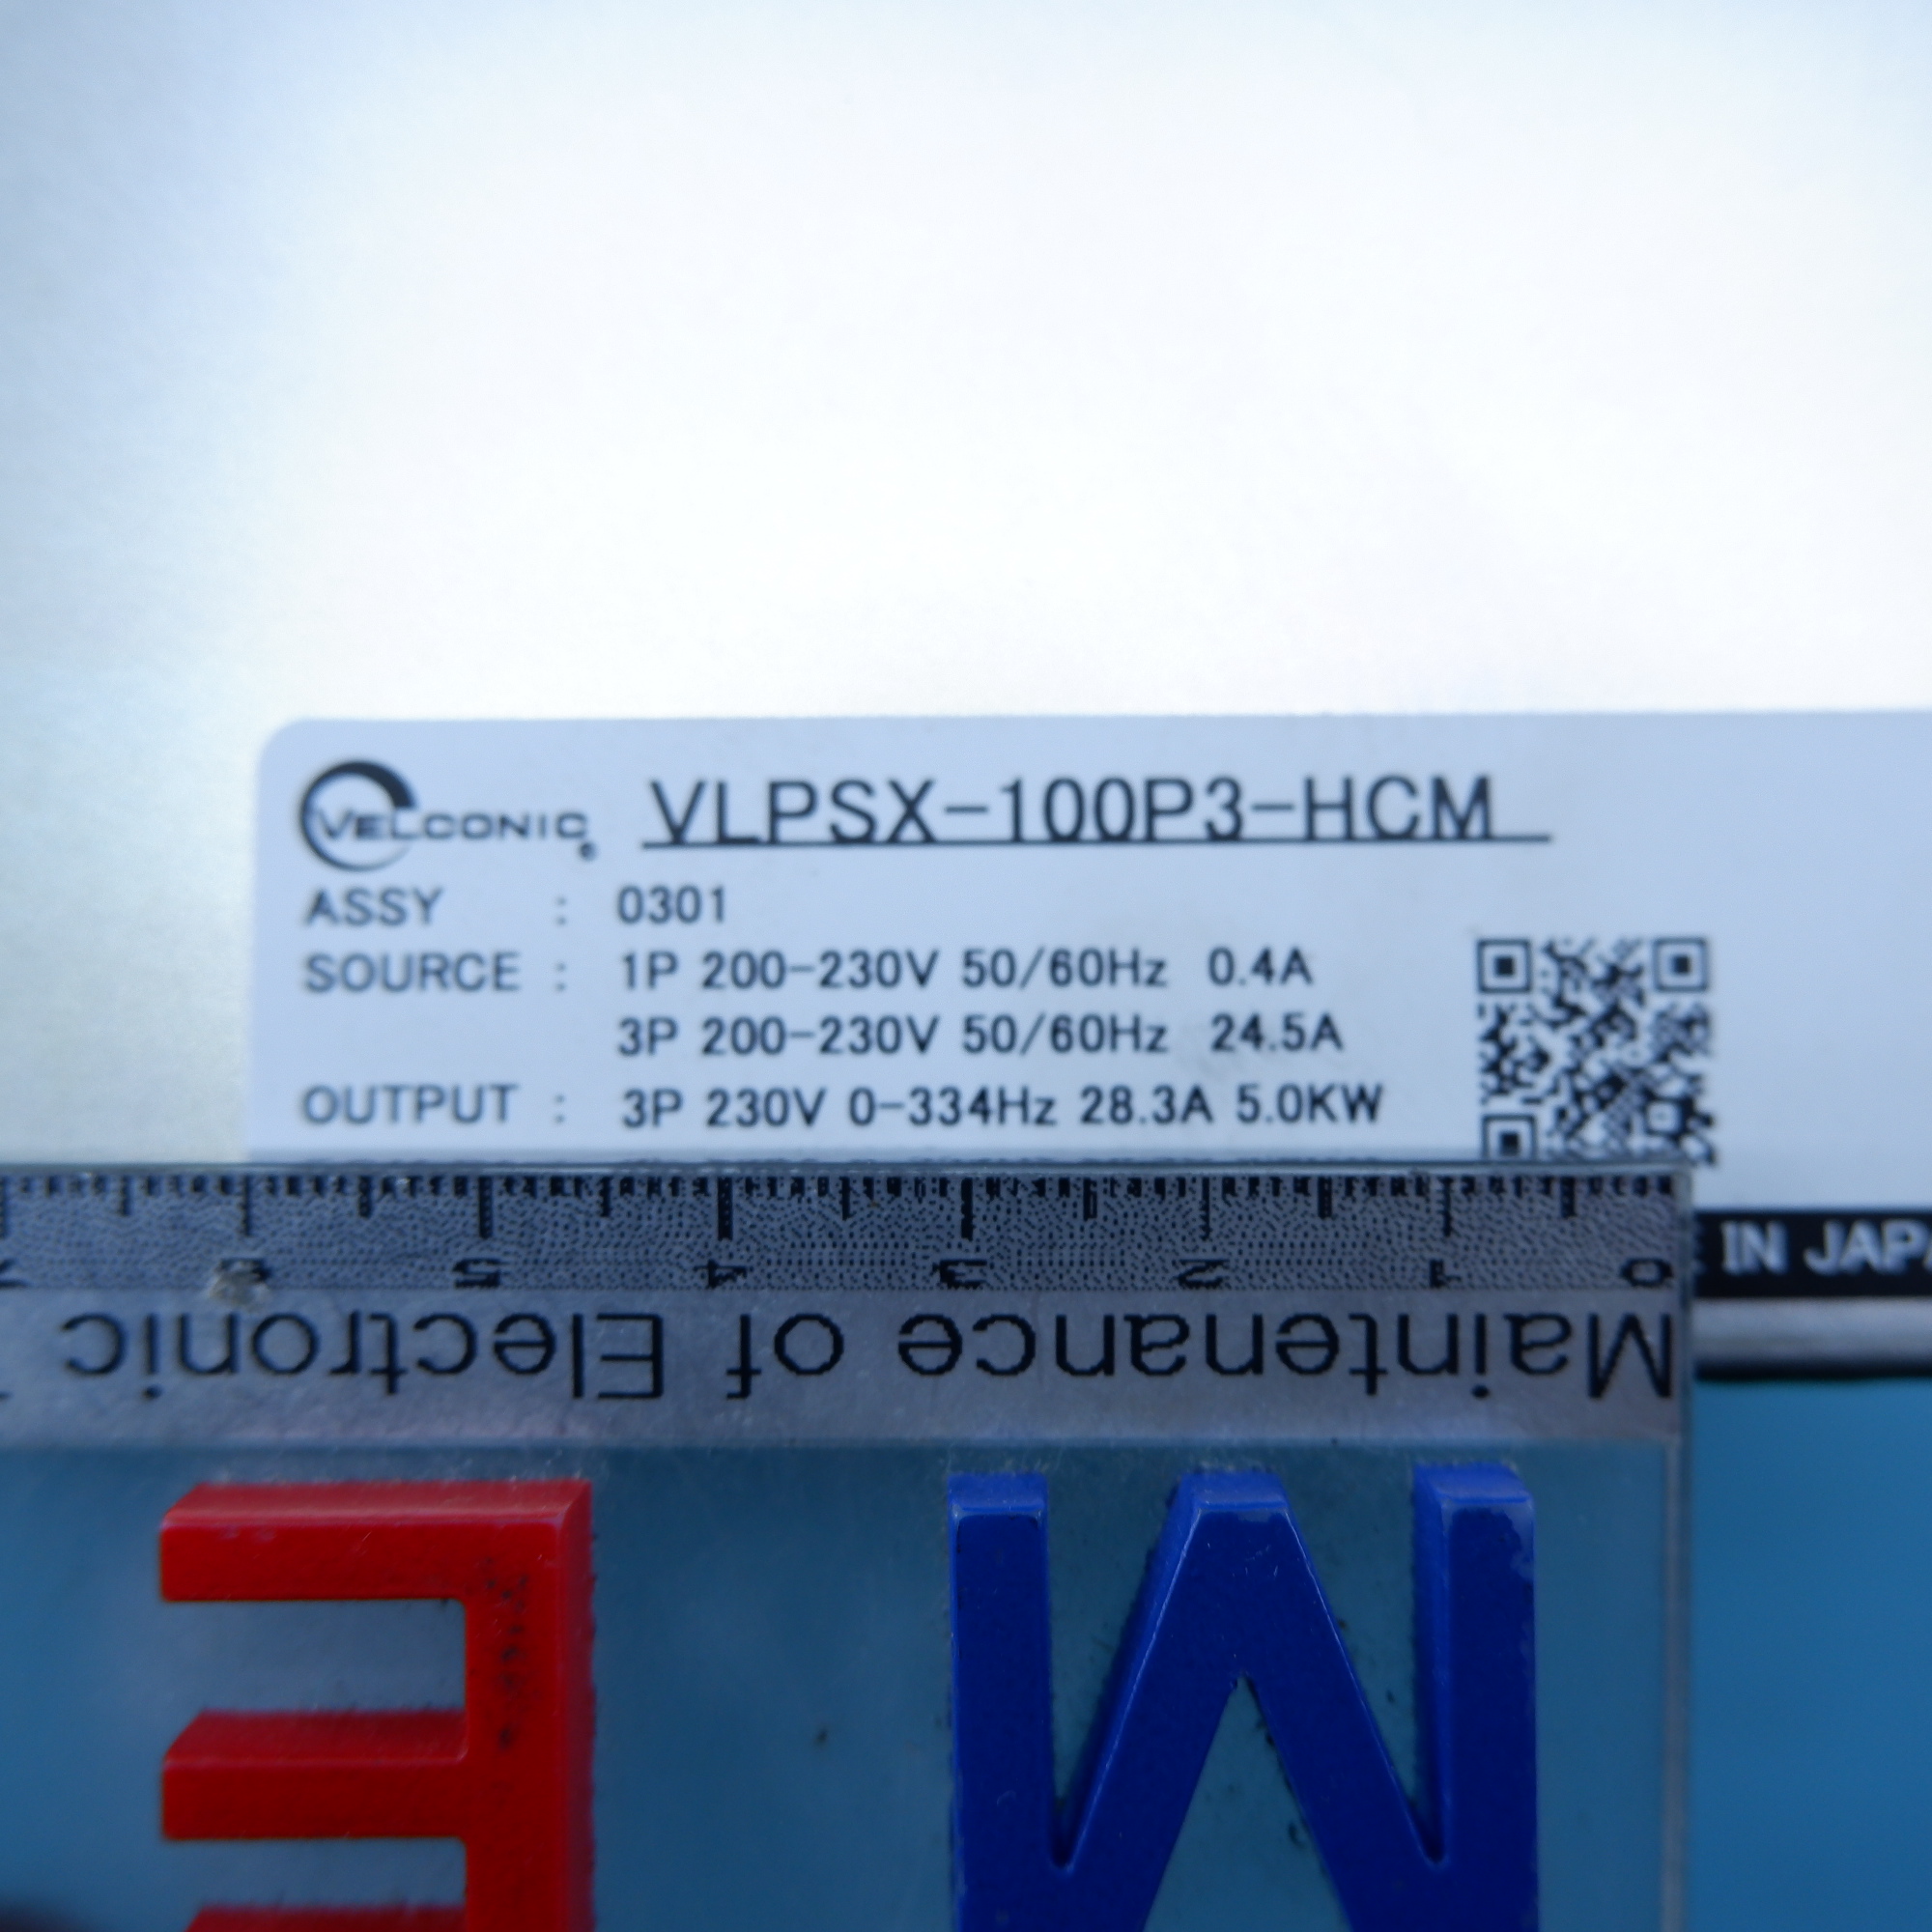 VELCONIC® VLPSX-100P3-HCM
ASSY : 0301
SOURCE : 1P 200-230V 50/60Hz 0.4A
3P 200-230V 50/60Hz 24.5A
OUTPUT : 3P 230V 0-334Hz 28.3A 5.0KW
IN JAPA
0 1 2 3 4 5
Maintenance of Electronic
M E